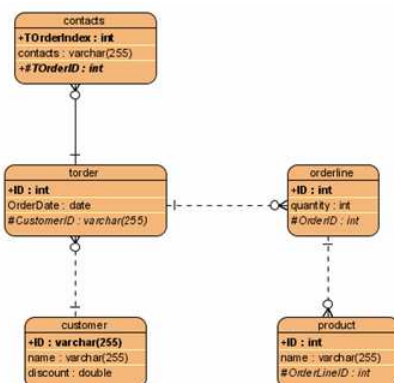 contacts
+TOrderIndex : int
contacts : varchar(255)
+#TOrderID : int
torder
+ID : int
OrderDate : date
#CustomerID : varchar(255)
orderline
+ID : int
quantity : int
#OrderID : int
customer
+ID : varchar(255)
name : varchar(255)
discount : double
product
+ID : int
name : varchar(255)
#OrderLineID : int